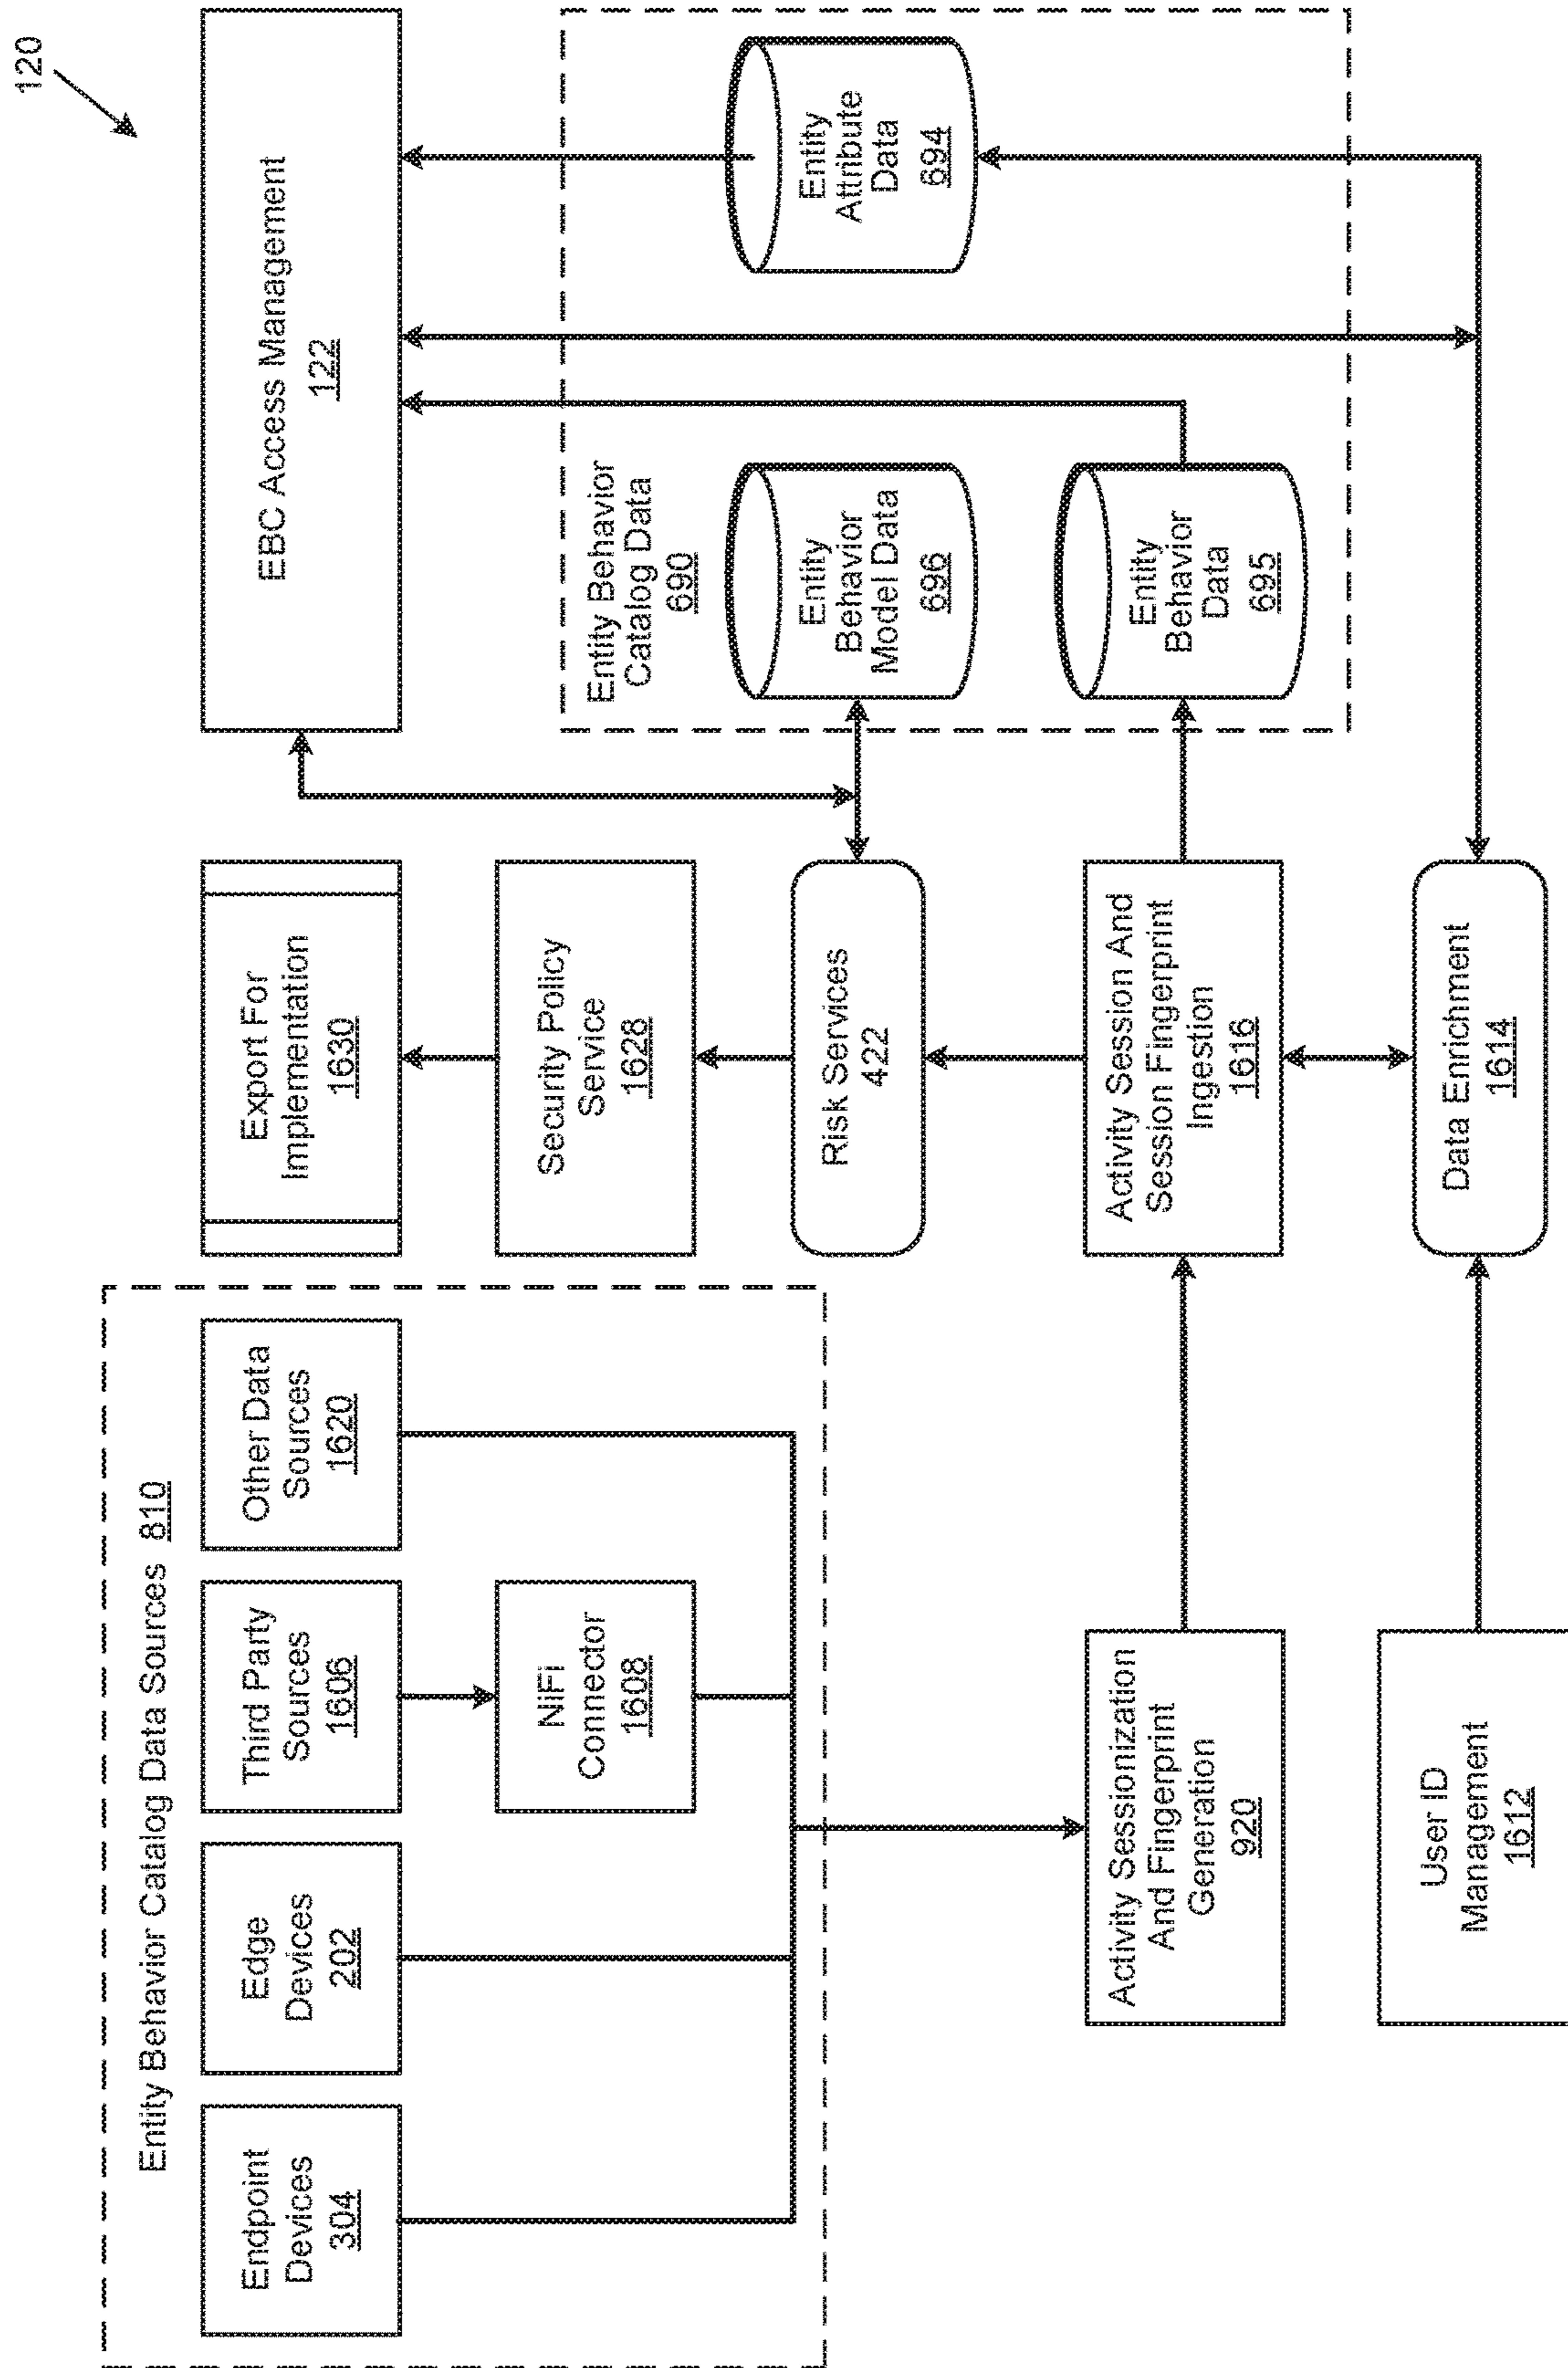 120
Entity Behavior Catalog Data Sources 810
Endpoint
Devices
304
Edge
Devices
202
Third Party
Sources
1606
Other Data
Sources
1620
NiFi
Connector
1608
Export For
Implementation
1630
Security Policy
Service
1628
Risk Services
422
EBC Access Management
122
Entity Behavior
Catalog Data
690
Entity
Behavior
Model Data
696
Entity
Attribute
Data
694
Entity
Behavior
Data
695
Activity Sessionization
And Fingerprint
Generation
920
Activity Session And
Session Fingerprint
Ingestion
1616
User ID
Management
1612
Data Enrichment
1614